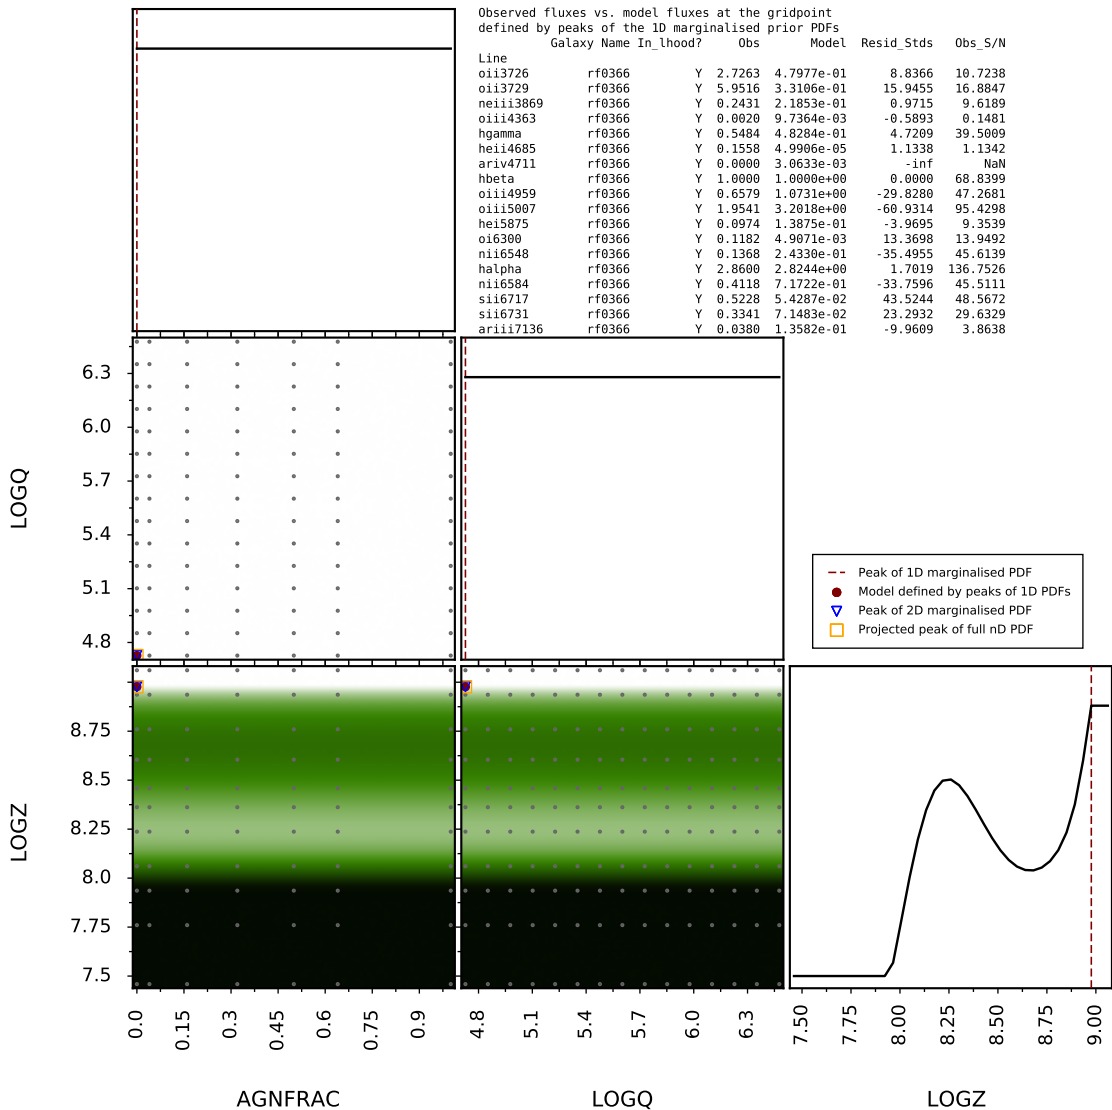 Observed fluxes vs. model fluxes at the gridpoint
defined by peaks of the 1D marginalised prior PDFs
Galaxy Name In_lhood? Obs Model Resid_Stds Obs_S/N
Line
oii3726 rf0366 Y 2.7263 4.7977e-01 8.8366 10.7238
oii3729 rf0366 Y 5.9516 3.3106e-01 15.9455 16.8847
neiii3869 rf0366 Y 0.2431 2.1853e-01 0.9715 9.6189
oiii4363 rf0366 Y 0.0020 9.7364e-03 -0.5893 0.1481
hgamma rf0366 Y 0.5484 4.8284e-01 4.7209 39.5009
heii4685 rf0366 Y 0.1558 4.9906e-05 1.1338 1.1342
ariv4711 rf0366 Y 0.0000 3.0633e-03 -inf NaN
hbeta rf0366 Y 1.0000 1.0000e+00 0.0000 68.8399
oiii4959 rf0366 Y 0.6579 1.0731e+00 -29.8280 47.2681
oiii5007 rf0366 Y 1.9541 3.2018e+00 -60.9314 95.4298
hei5875 rf0366 Y 0.0974 1.3875e-01 -3.9695 9.3539
oi6300 rf0366 Y 0.1182 4.9071e-03 13.3698 13.9492
nii6548 rf0366 Y 0.1368 2.4330e-01 -35.4955 45.6139
halpha rf0366 Y 2.8600 2.8244e+00 1.7019 136.7526
nii6584 rf0366 Y 0.4118 7.1722e-01 -33.7596 45.5111
sii6717 rf0366 Y 0.5228 5.4287e-02 43.5244 48.5672
sii6731 rf0366 Y 0.3341 7.1483e-02 23.2932 29.6329
ariii7136 rf0366 Y 0.0380 1.3582e-01 -9.9609 3.8638
6.3
6.0
5.7
5.4
5.1
4.8
LOGQ
Peak of 1D marginalised PDF
Model defined by peaks of 1D PDFs
Peak of 2D marginalised PDF
Projected peak of full nD PDF
8.75
8.5
8.25
8.0
7.75
7.5
LOGZ
0.0 0.15 0.3 0.45 0.6 0.75 0.9
4.8 5.1 5.4 5.7 6.0 6.3
7.50 7.75 8.00 8.25 8.50 8.75 9.00
AGNFRAC LOGQ LOGZ